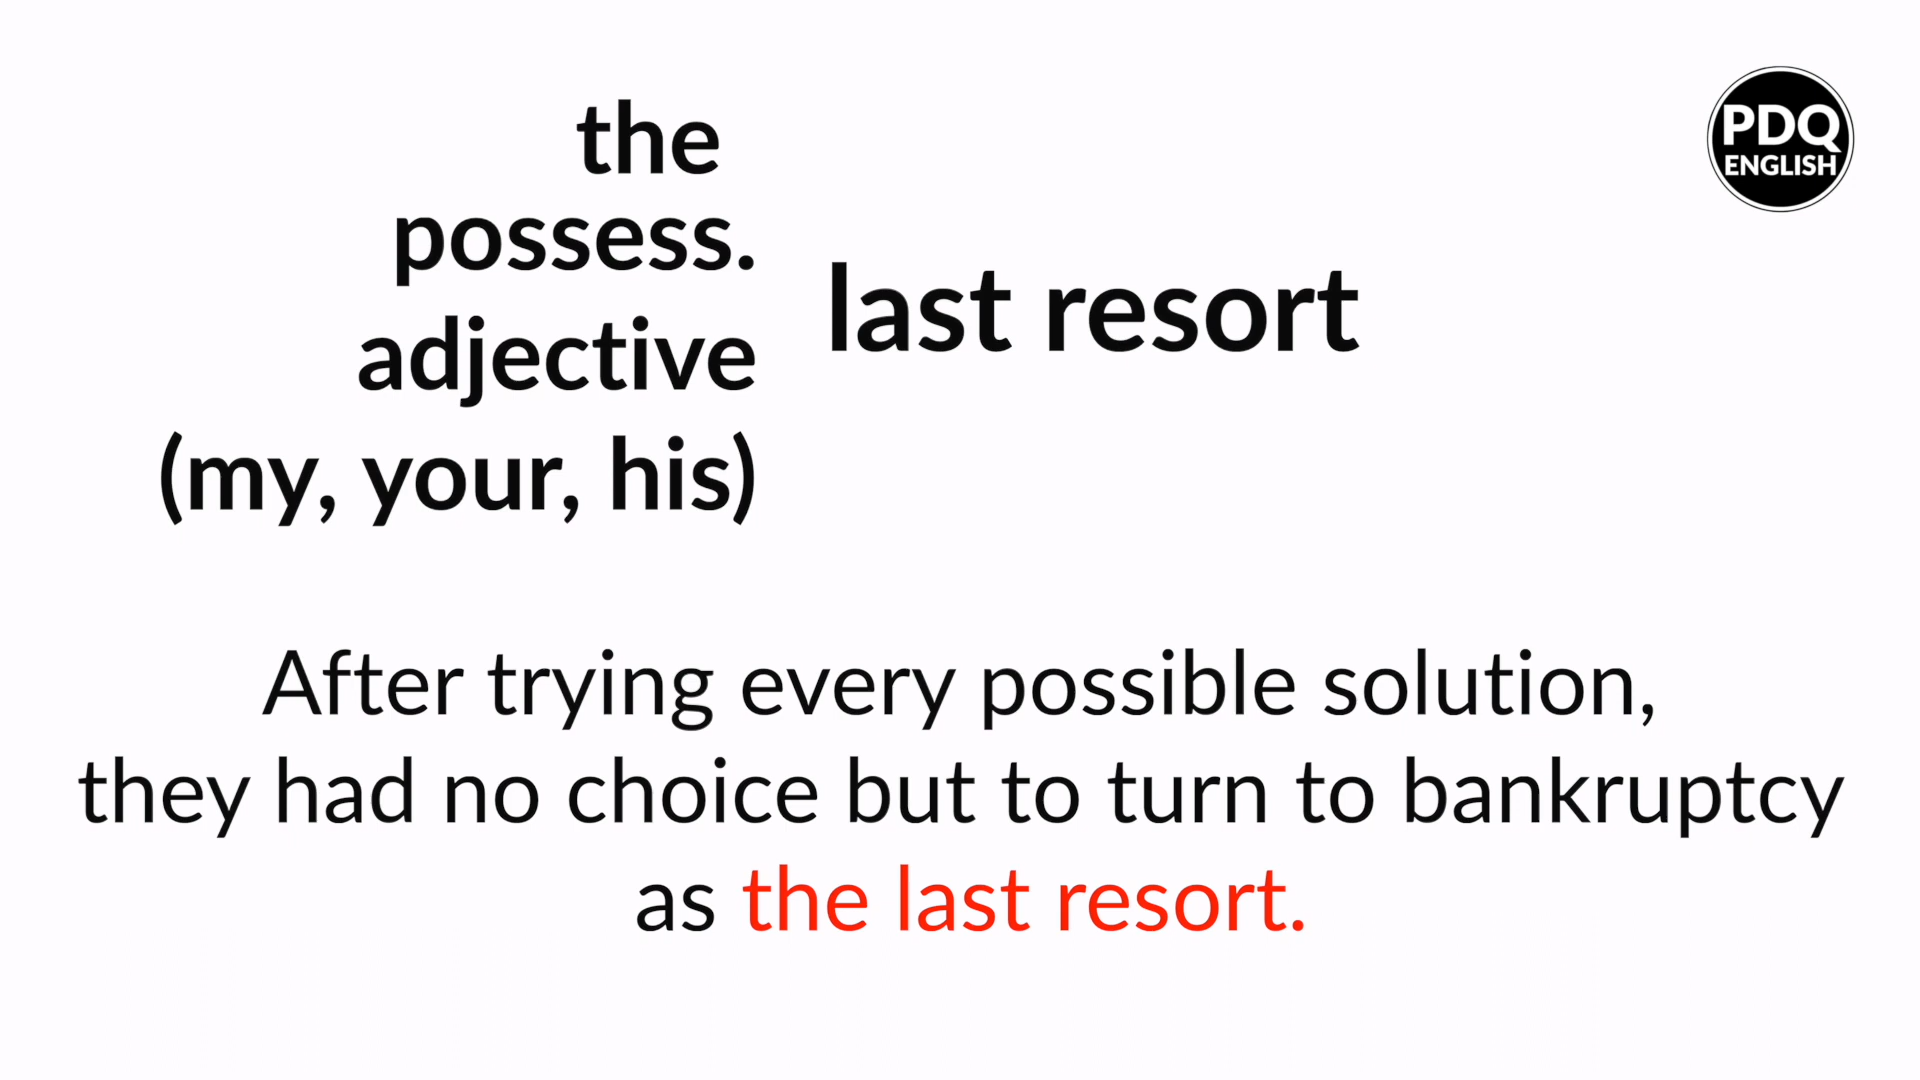 the
possess.
adjective
(my, your, his)
last resort
PDQ
ENGLISH
After trying every possible solution,
they had no choice but to turn to bankruptcy
as the last resort.